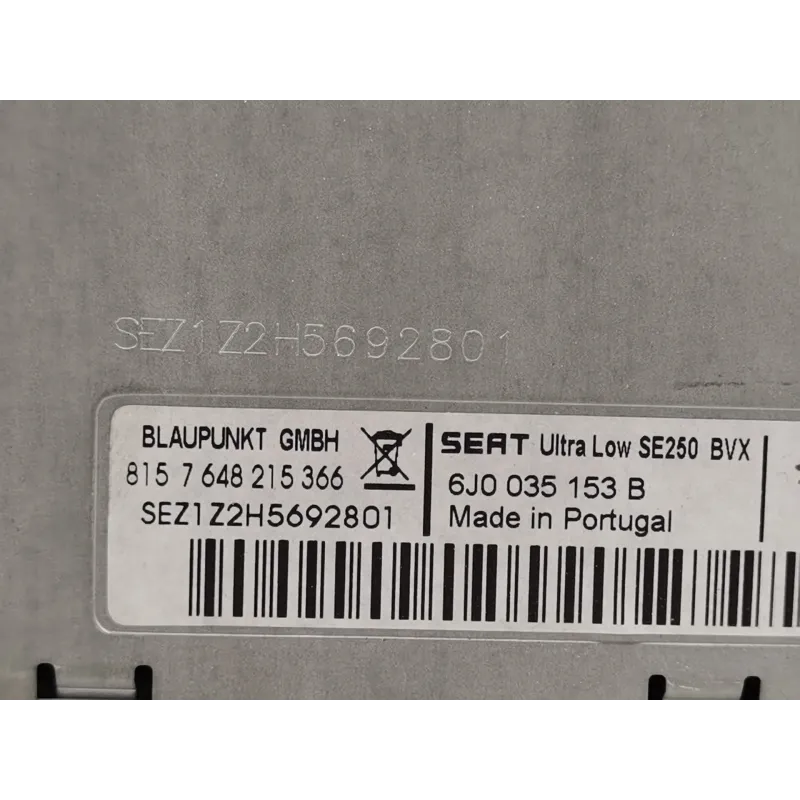 SEZ1Z2H5692801
BLAUPUNKT GMBH
815 7 648 215 366
SEZ1Z2H5692801
SEAT Ultra Low SE250 BVX
6J0 035 153 B
Made in Portugal